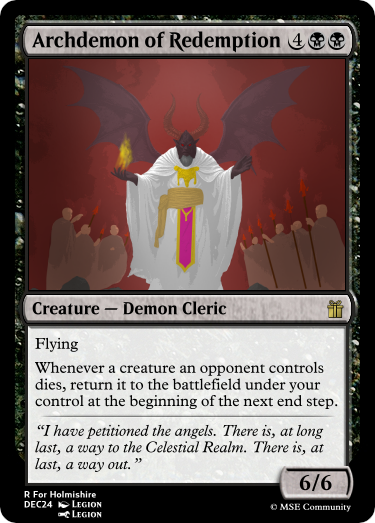 Archdemon of Redemption 4
Creature — Demon Cleric
Flying
Whenever a creature an opponent controls
dies, return it to the battlefield under your
control at the beginning of the next end step.
“I have petitioned the angels. There is, at long
last, a way to the Celestial Realm. There is, at
last, a way out.”
6/6
R For Holmishire
DEC24 LEGION
LEGION
© MSE Community